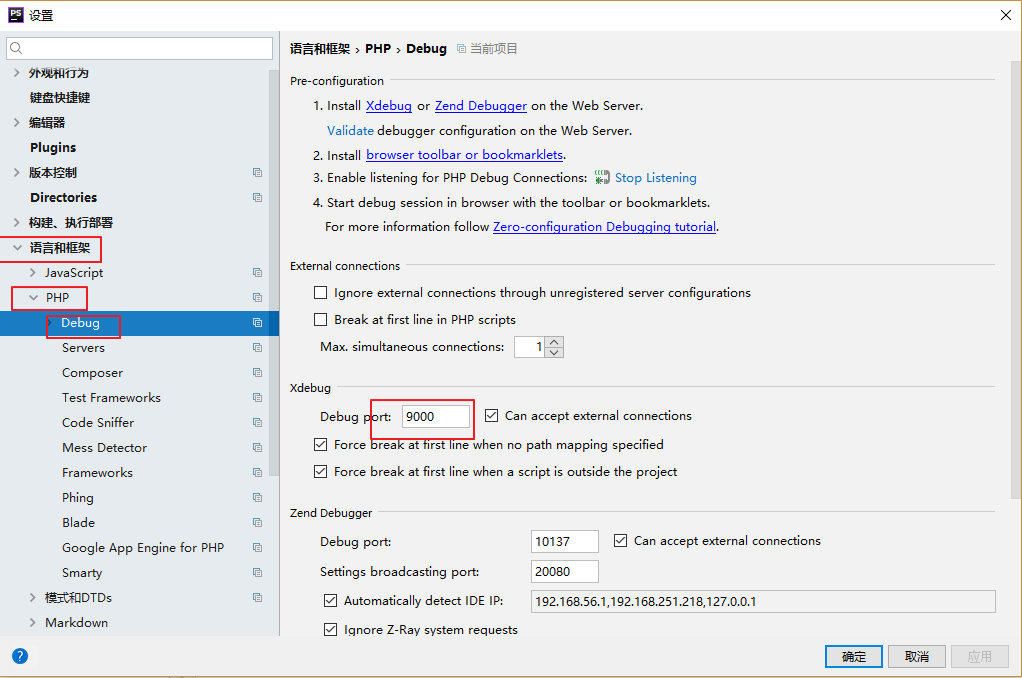 PS 设置
外观和行为
键盘快捷键
编辑器
Plugins
版本控制
Directories
构建、执行部署
语言和框架
JavaScript
PHP
Debug
Servers
Composer
Test Frameworks
Code Sniffer
Mess Detector
Frameworks
Phing
Blade
Google App Engine for PHP
Smarty
模式和DTDs
Markdown
?
语言和框架 › PHP › Debug 当前项目
Pre-configuration
1. Install Xdebug or Zend Debugger on the Web Server.
Validate debugger configuration on the Web Server.
2. Install browser toolbar or bookmarklets.
3. Enable listening for PHP Debug Connections: Stop Listening
4. Start debug session in browser with the toolbar or bookmarklets.
For more information follow Zero-configuration Debugging tutorial.
External connections
Ignore external connections through unregistered server configurations
Break at first line in PHP scripts
Max. simultaneous connections: 1
Xdebug
Debug port: 9000 Can accept external connections
Force break at first line when no path mapping specified
Force break at first line when a script is outside the project
Zend Debugger
Debug port: 10137 Can accept external connections
Settings broadcasting port: 20080
Automatically detect IDE IP: 192.168.56.1,192.168.251.218,127.0.0.1
Ignore Z-Ray system requests
确定 取消 应用